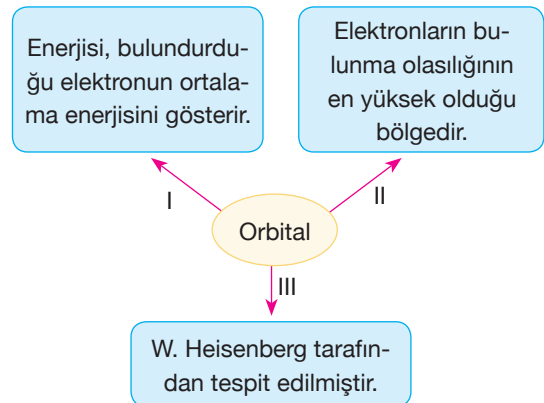 Enerjisi, bulundurdu-
ğu elektronun ortala-
ma enerjisini gösterir.
Elektronların bu-
lunma olasılığının
en yüksek olduğu
bölgedir.
I
II
Orbital
III
W. Heisenberg tarafın-
dan tespit edilmiştir.